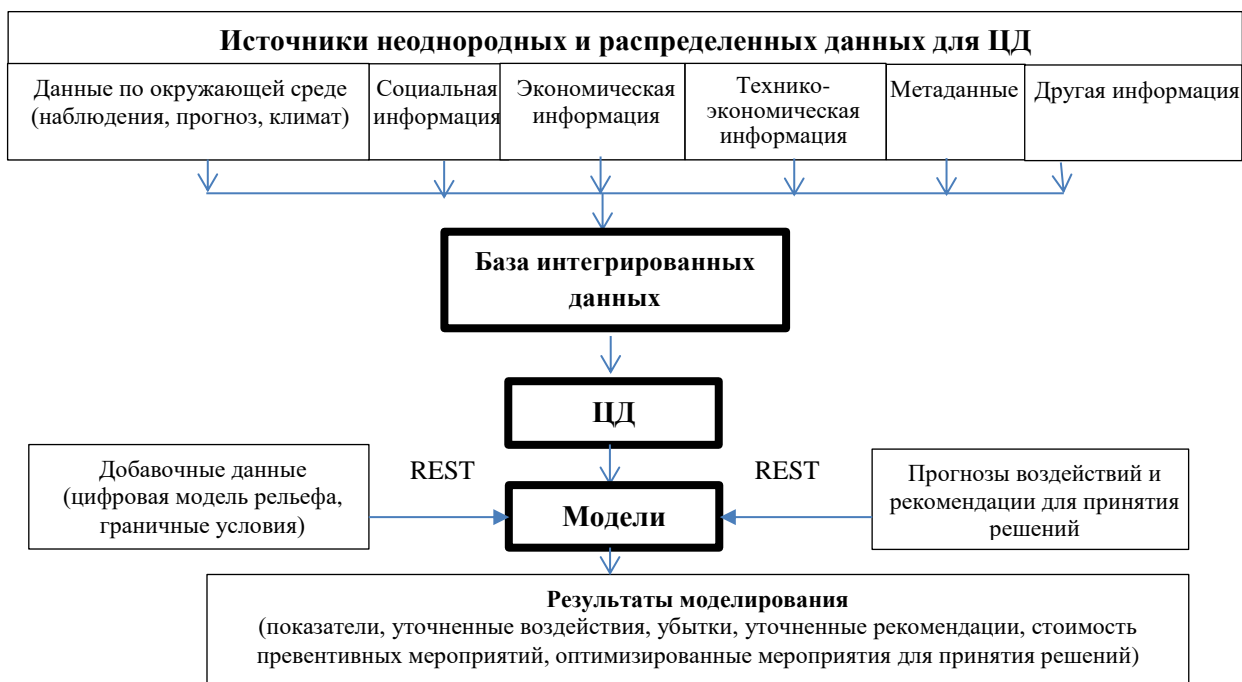 Источники неоднородных и распределенных данных для ЦД
Данные по окружающей среде
(наблюдения, прогноз, климат)
Социальная
информация
Экономическая
информация
Технико-
экономическая
информация
Метаданные
Другая информация
База интегрированных
данных
ЦД
Добавочные данные
(цифровая модель рельефа,
граничные условия)
REST
REST
Прогнозы воздействий и
рекомендации для принятия
решений
Модели
Результаты моделирования
(показатели, уточненные воздействия, убытки, уточненные рекомендации, стоимость
превентивных мероприятий, оптимизированные мероприятия для принятия решений)